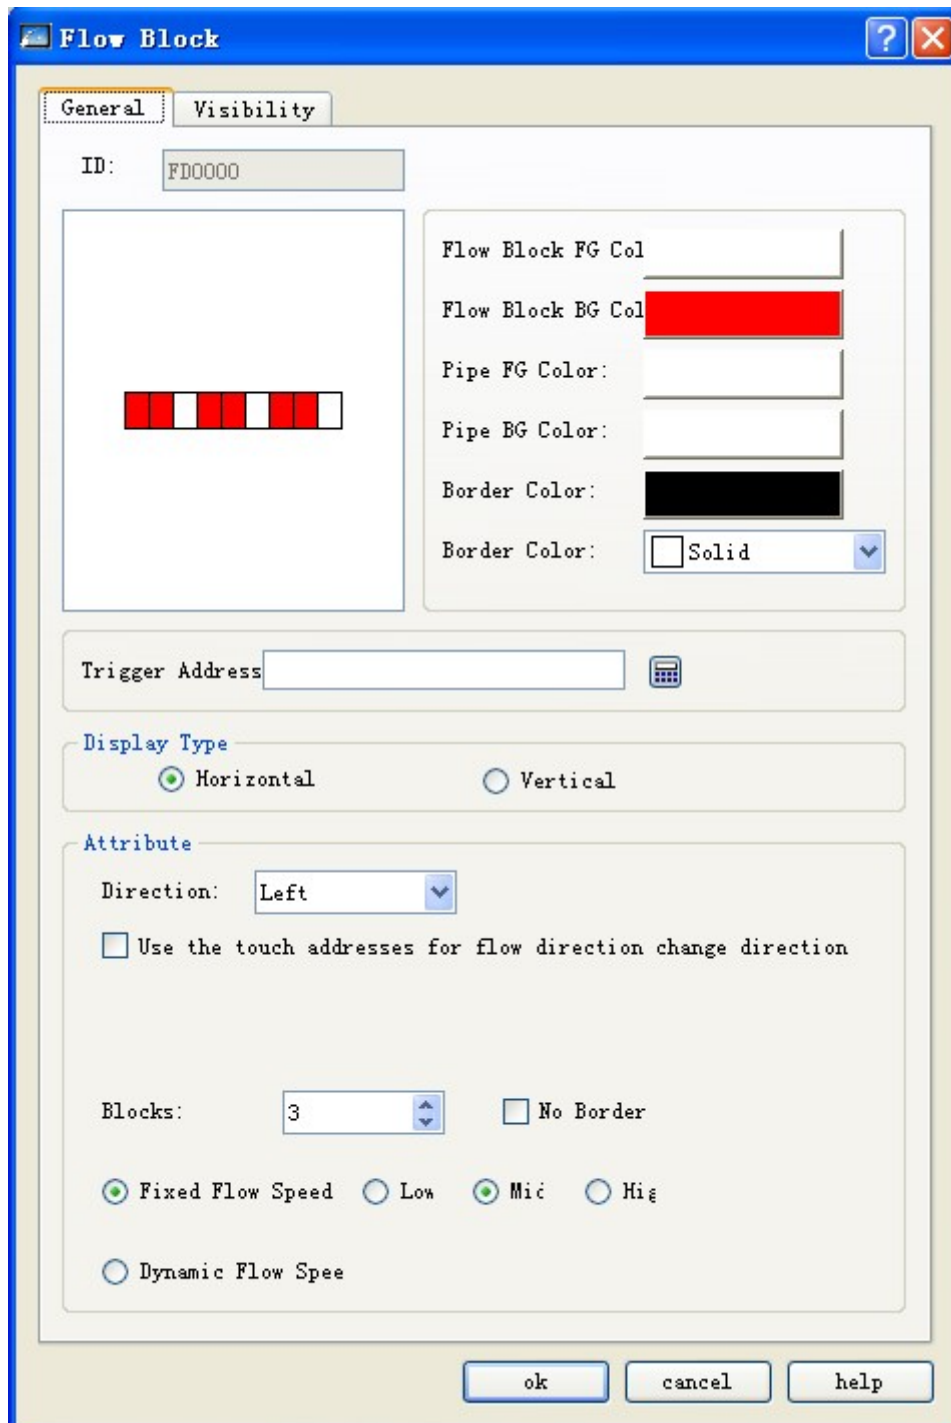 Flow Block
General Visibility
ID: FD0000
Flow Block FG Col
Flow Block BG Col
Pipe FG Color:
Pipe BG Color:
Border Color:
Border Color: Solid
Trigger Address
Display Type
Horizontal Vertical
Attribute
Direction: Left
Use the touch addresses for flow direction change direction
Blocks: 3 No Border
Fixed Flow Speed Low Mid Hig
Dynamic Flow Spee
ok cancel help